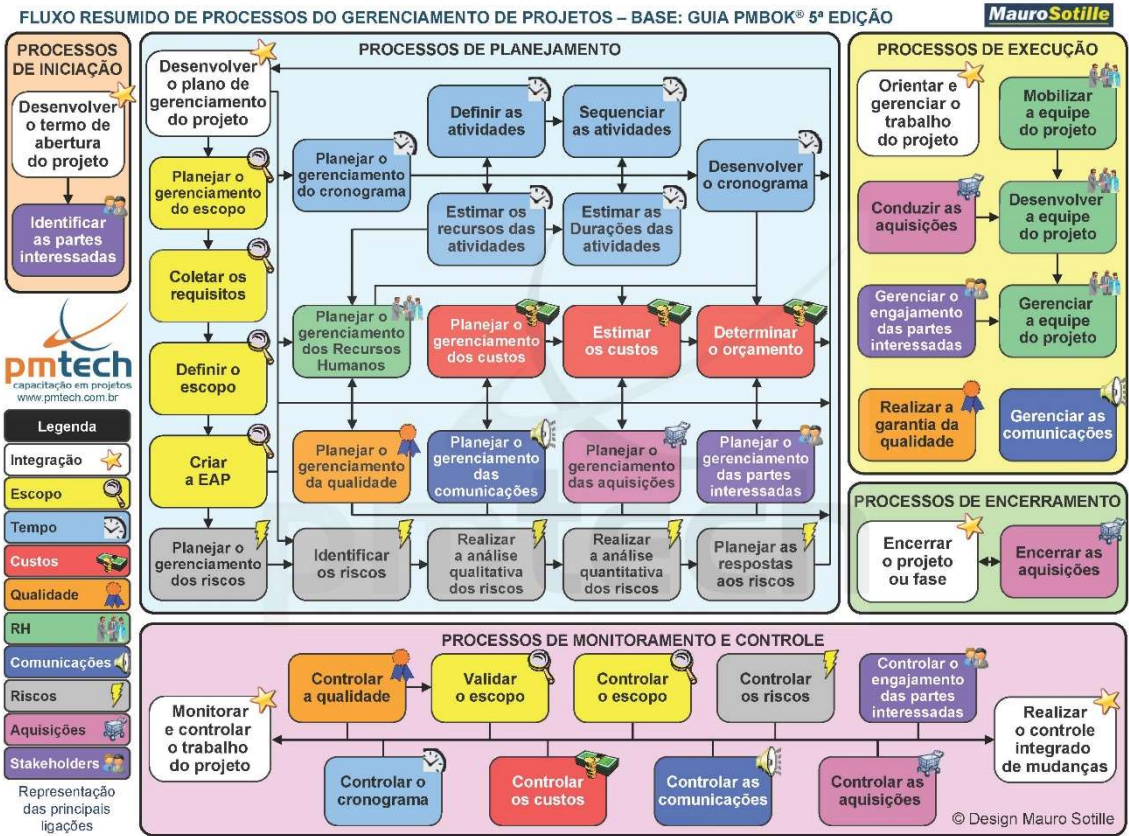 FLUXO RESUMIDO DE PROCESSOS DO GERENCIAMENTO DE PROJETOS – BASE: GUIA PMBOK® 5ª EDIÇÃO
MauroSotille
PROCESSOS
DE INICIAÇÃO
Desenvolver
o termo de
abertura
do projeto
Identificar
as partes
interessadas
pmtech
capacitação em projetos
www.pmtech.com.br
Legenda
Integração
Escopo
Tempo
Custos
Qualidade
RH
Comunicações
Riscos
Aquisições
Stakeholders
Representação
das principais
ligações
PROCESSOS DE PLANEJAMENTO
Desenvolver
o plano de
gerenciamento
do projeto
Planejar o
gerenciamento
do escopo
Coletar os
requisitos
Definir o
escopo
Criar
a EAP
Planejar o
gerenciamento
dos riscos
Definir as
atividades
Sequenciar
as atividades
Planejar o
gerenciamento
do cronograma
Desenvolver
o cronograma
Estimar os
recursos das
atividades
Estimar as
Durações das
atividades
Planejar o
gerenciamento
dos Recursos
Humanos
Planejar o
gerenciamento
dos custos
Estimar
os custos
Determinar
o orçamento
Planejar o
gerenciamento
da qualidade
Planejar o
gerenciamento
das
comunicações
Planejar o
gerenciamento
das aquisições
Planejar o
gerenciamento
das partes
interessadas
Identificar
os riscos
Realizar
a análise
qualitativa
dos riscos
Realizar
a análise
quantitativa
dos riscos
Planejar as
respostas
aos riscos
pmtech
PROCESSOS DE EXECUÇÃO
Orientar e
gerenciar o
trabalho
do projeto
Mobilizar
a equipe
do projeto
Conduzir as
aquisições
Desenvolver
a equipe
do projeto
Gerenciar o
engajamento
das partes
interessadas
Gerenciar
a equipe
do projeto
Realizar a
garantia da
qualidade
Gerenciar as
comunicações
PROCESSOS DE ENCERRAMENTO
Encerrar
o projeto
ou fase
Encerrar as
aquisições
PROCESSOS DE MONITORAMENTO E CONTROLE
Monitorar
e controlar
o trabalho
do projeto
Controlar
a qualidade
Validar
o escopo
Controlar
o escopo
Controlar
os riscos
Controlar o
engajamento
das partes
interessadas
Realizar
o controle
integrado
de mudanças
Controlar o
cronograma
Controlar
os custos
Controlar as
comunicações
Controlar as
aquisições
© Design Mauro Sotille